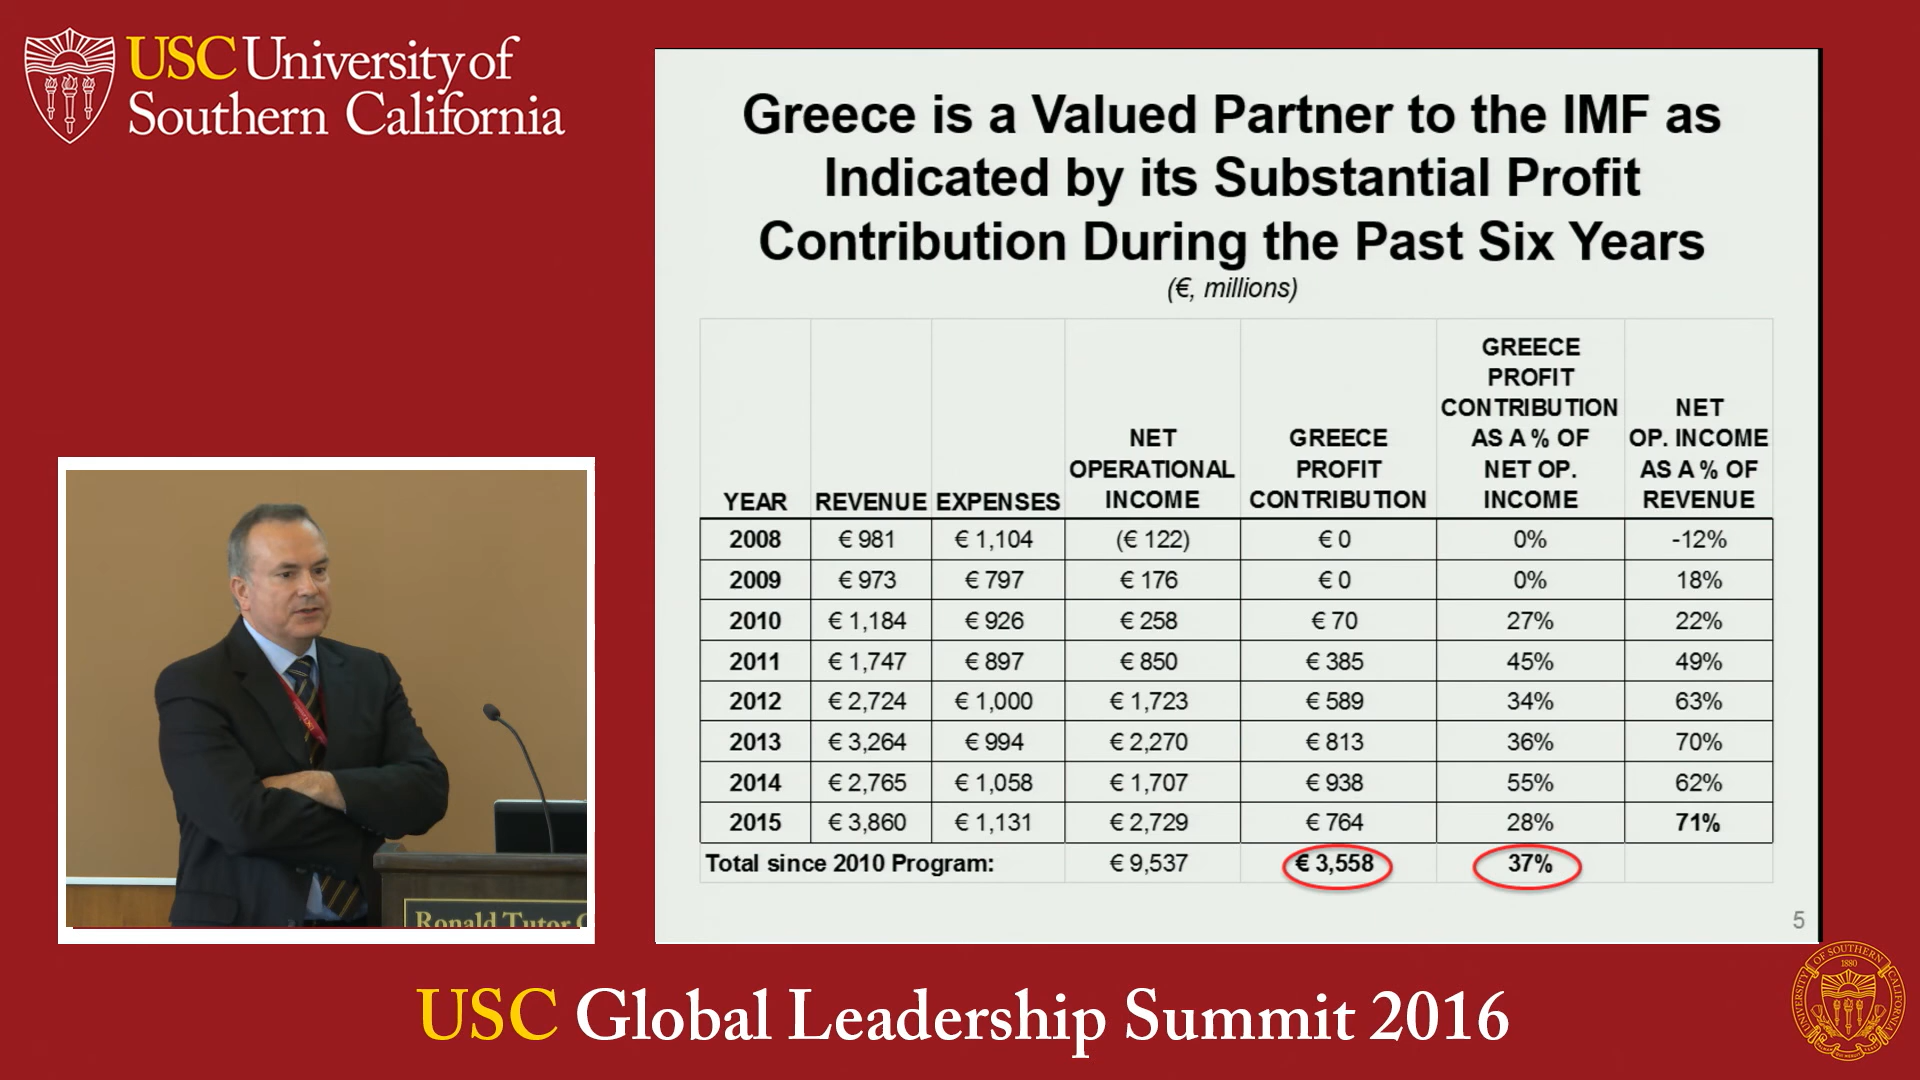 USC University of
Southern California
Greece is a Valued Partner to the IMF as
Indicated by its Substantial Profit
Contribution During the Past Six Years
(€, millions)
YEAR REVENUE EXPENSES NET OPERATIONAL INCOME GREECE PROFIT CONTRIBUTION GREECE PROFIT CONTRIBUTION AS A % OF NET OP. INCOME NET OP. INCOME AS A % OF REVENUE
2008 € 981 € 1,104 (€ 122) € 0 0% -12%
2009 € 973 € 797 € 176 € 0 0% 18%
2010 € 1,184 € 926 € 258 € 70 27% 22%
2011 € 1,747 € 897 € 850 € 385 45% 49%
2012 € 2,724 € 1,000 € 1,723 € 589 34% 63%
2013 € 3,264 € 994 € 2,270 € 813 36% 70%
2014 € 2,765 € 1,058 € 1,707 € 938 55% 62%
2015 € 3,860 € 1,131 € 2,729 € 764 28% 71%
Total since 2010 Program: € 9,537 € 3,558 37%
5
Ronald Tutor
USC Global Leadership Summit 2016
UNIVERSITY OF SOUTHERN CALIFORNIA
1880